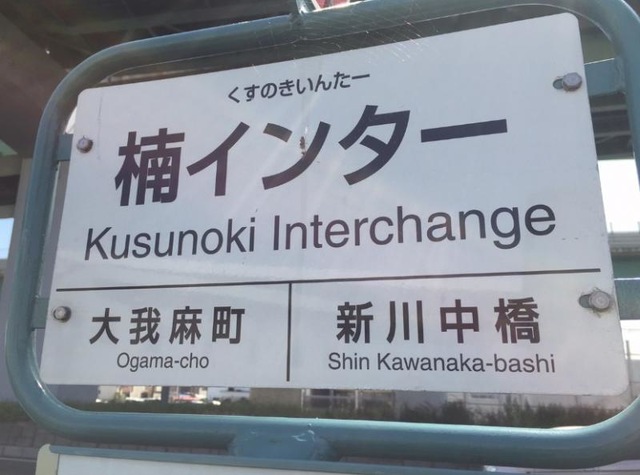 くすのきいんたー
楠インター
Kusunoki Interchange
大我麻町
Ogama-cho
新川中橋
Shin Kawanaka-bashi